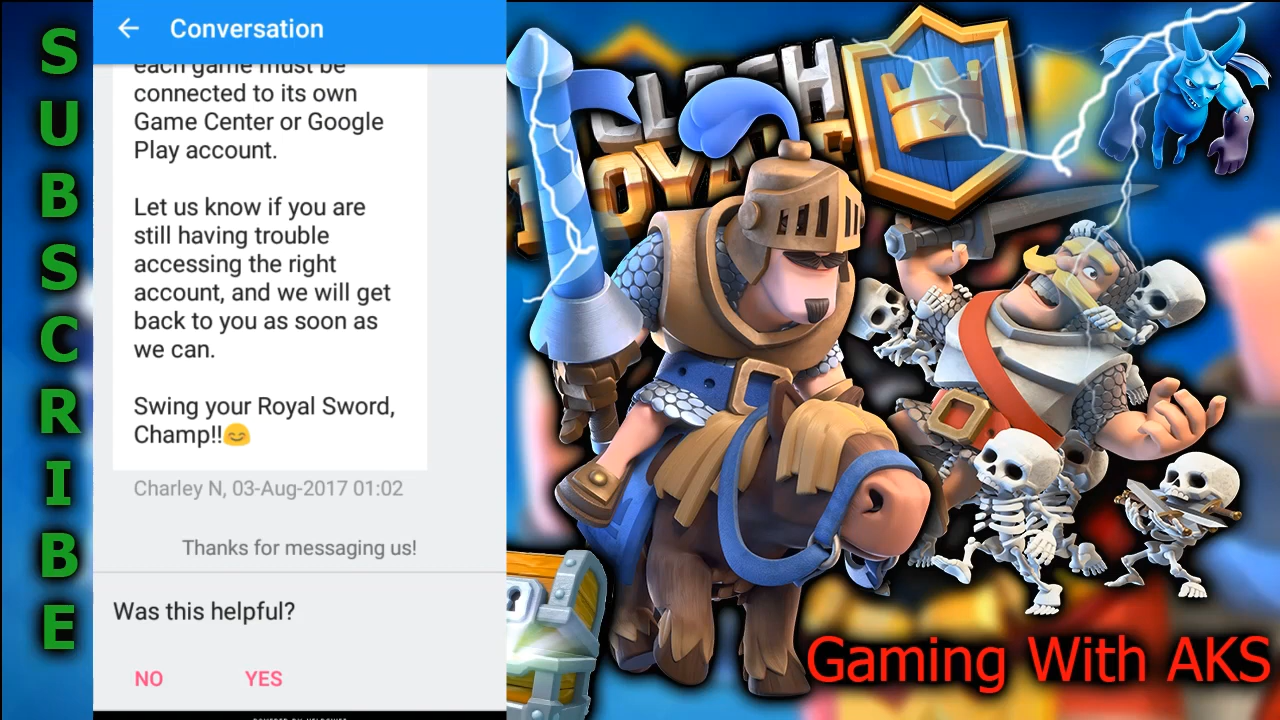 SUBSCRIBE
Conversation
each game must be
connected to its own
Game Center or Google
Play account.
Let us know if you are
still having trouble
accessing the right
account, and we will get
back to you as soon as
we can.
Swing your Royal Sword,
Champ!!😊
Charley N, 03-Aug-2017 01:02
Thanks for messaging us!
Was this helpful?
NO YES
CLASH
ROYALE
Gaming With AKS